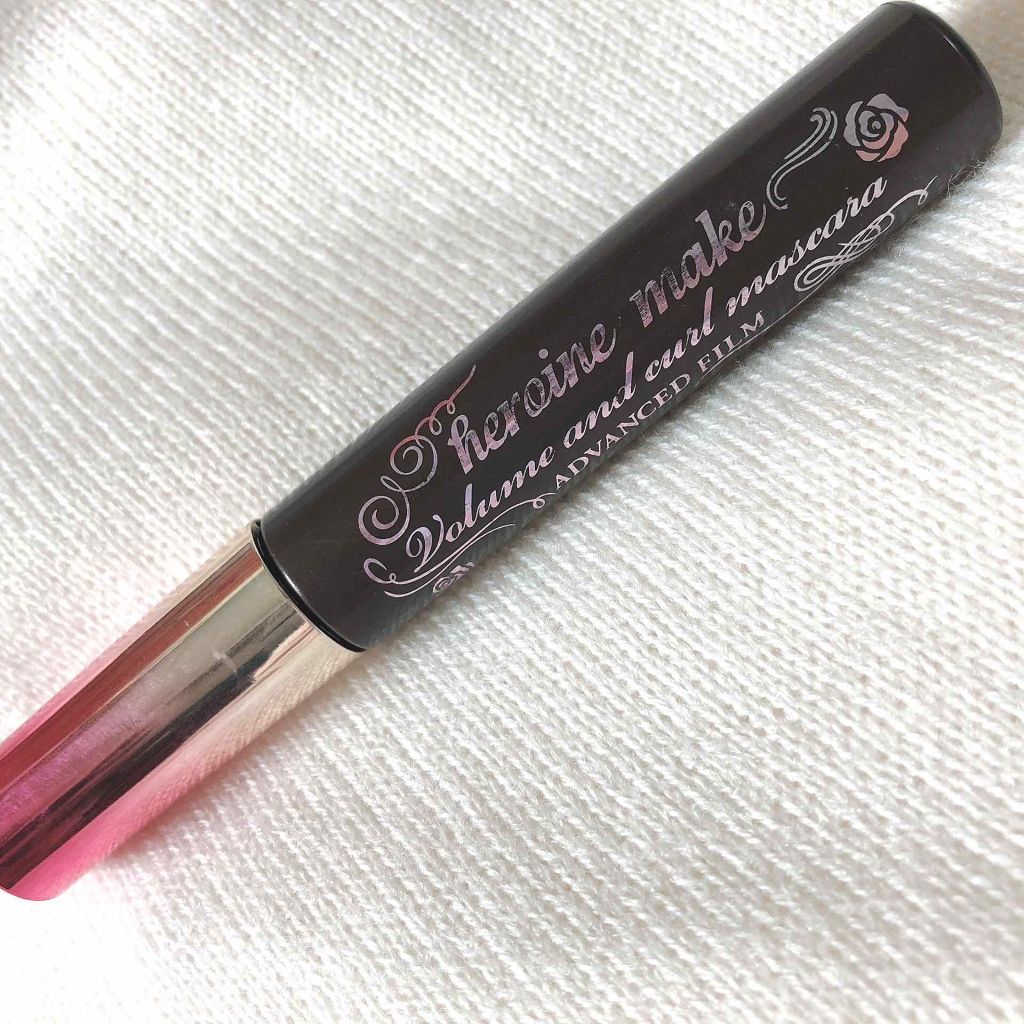 heroine make
Volume and curl mascara
ADVANCED FILM